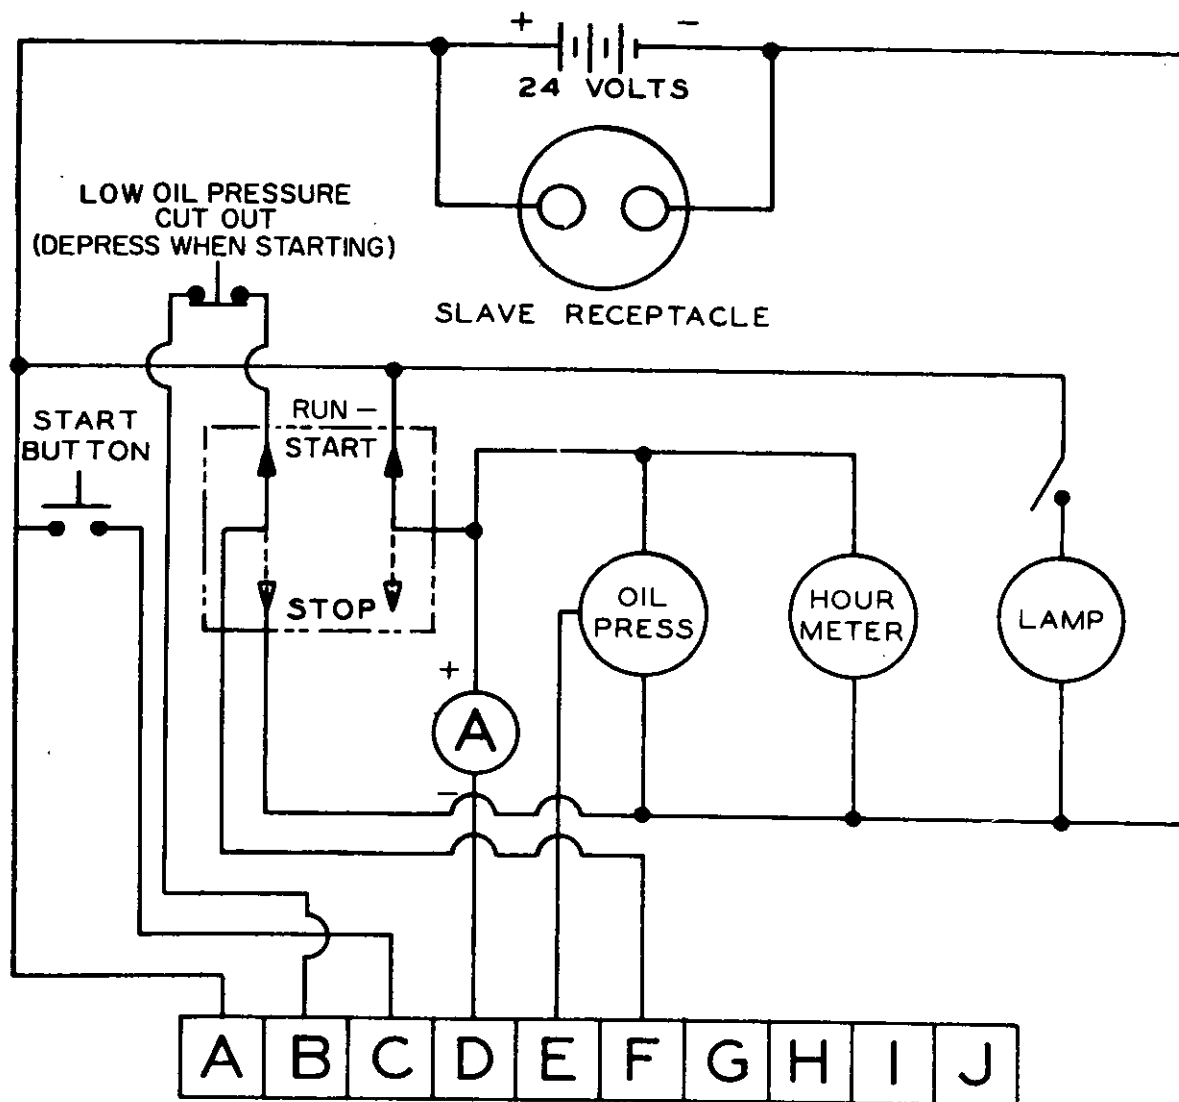 + −
24 VOLTS
LOW OIL PRESSURE
CUT OUT
(DEPRESS WHEN STARTING)
SLAVE RECEPTACLE
START
BUTTON
RUN –
START
STOP
OIL
PRESS
HOUR
METER
LAMP
+
A
−
A B C D E F G H I J